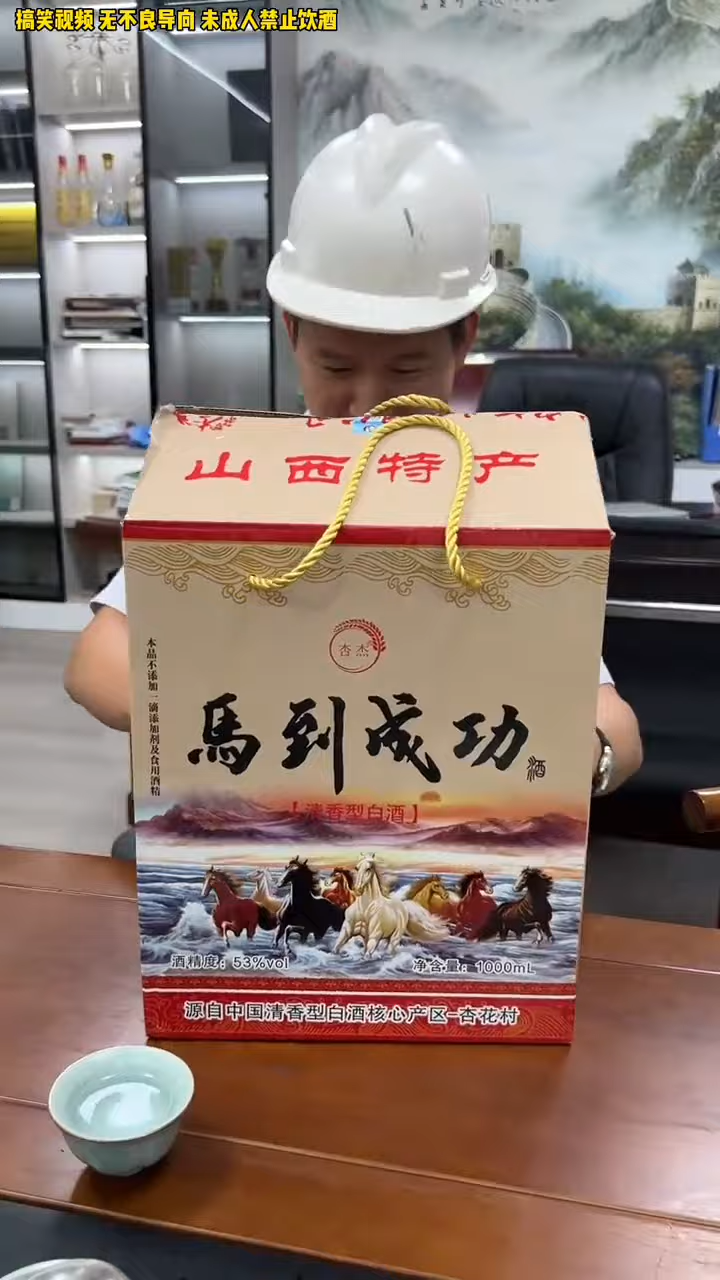 搞笑视频 无不良导向 未成人禁止饮酒
山西特产
杏杰
本品不添加一滴添加剂及食用酒精
馬到成功
酒
【清香型白酒】
酒精度：53%vol
净含量：1000mL
源自中国清香型白酒核心产区-杏花村